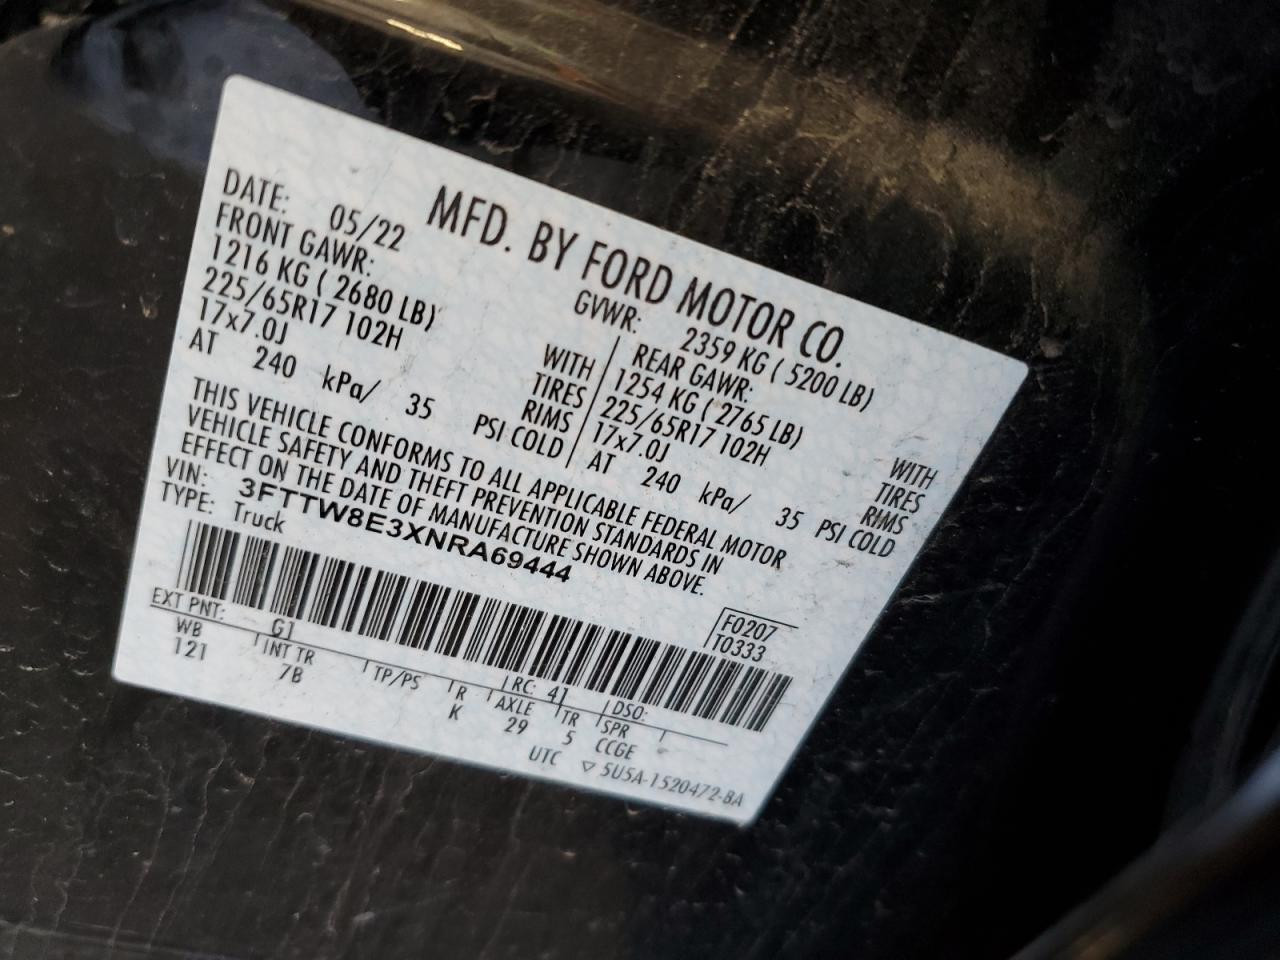 MFD. BY FORD MOTOR CO.
DATE: 05/22 GVWR: 2359 KG ( 5200 LB)
FRONT GAWR: REAR GAWR:
1216 KG ( 2680 LB) WITH 1254 KG ( 2765 LB) WITH
225/65R17 102H TIRES 225/65R17 102H TIRES
17x7.0J RIMS 17x7.0J RIMS
AT 240 kPa/ 35 PSI COLD AT 240 kPa/ 35 PSI COLD
THIS VEHICLE CONFORMS TO ALL APPLICABLE FEDERAL MOTOR
VEHICLE SAFETY AND THEFT PREVENTION STANDARDS IN
EFFECT ON THE DATE OF MANUFACTURE SHOWN ABOVE.
VIN: 3FTTW8E3XNRA69444
TYPE: Truck
F0207
T0333
EXT PNT: G1 RC: 41 DSO:
WB INT TR TP/PS R AXLE TR SPR
121 7B K 29 5 CCGE
UTC ▽ 5U5A-1520472-BA